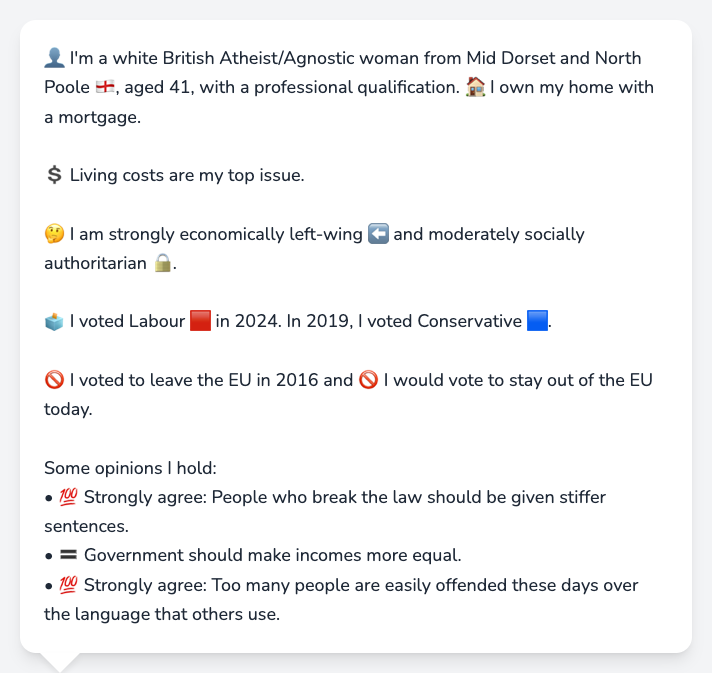 👤 I'm a white British Atheist/Agnostic woman from Mid Dorset and North
Poole 🏴󠁧󠁢󠁥󠁮󠁧󠁿, aged 41, with a professional qualification. 🏠 I own my home with
a mortgage.
💲 Living costs are my top issue.
🤔 I am strongly economically left-wing ⬅️ and moderately socially
authoritarian 🔒.
🗳️ I voted Labour 🟥 in 2024. In 2019, I voted Conservative 🟦.
🚫 I voted to leave the EU in 2016 and 🚫 I would vote to stay out of the EU
today.
Some opinions I hold:
• 💯 Strongly agree: People who break the law should be given stiffer
sentences.
• 🟰 Government should make incomes more equal.
• 💯 Strongly agree: Too many people are easily offended these days over
the language that others use.